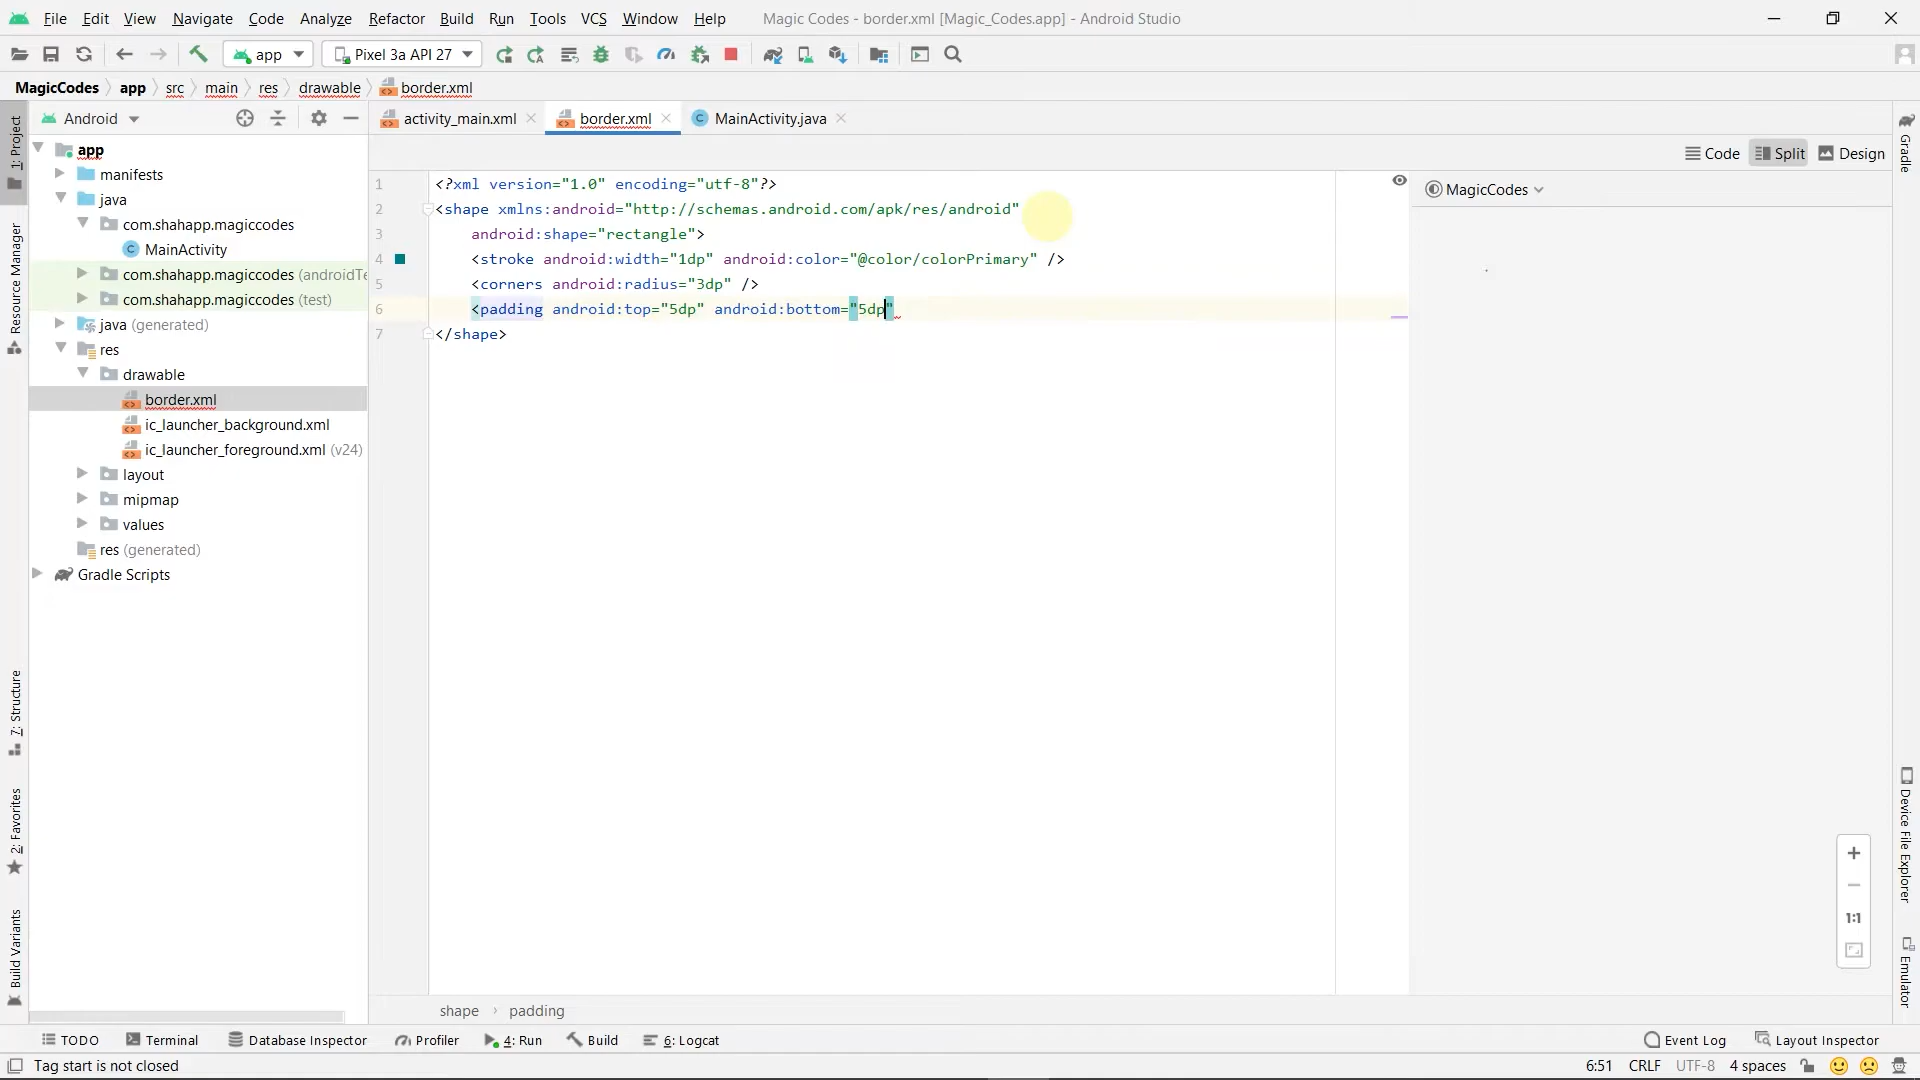 File Edit View Navigate Code Analyze Refactor Build Run Tools VCS Window Help Magic Codes - border.xml [Magic_Codes.app] - Android Studio
app Pixel 3a API 27
MagicCodes app src main res drawable border.xml
Android activity_main.xml border.xml MainActivity.java
Code Split Design
1: Project
Resource Manager
7: Structure
2: Favorites
Build Variants
app
manifests
java
com.shahapp.magiccodes
MainActivity
com.shahapp.magiccodes (androidTe
com.shahapp.magiccodes (test)
java (generated)
res
drawable
border.xml
ic_launcher_background.xml
ic_launcher_foreground.xml (v24)
layout
mipmap
values
res (generated)
Gradle Scripts
1 <?xml version="1.0" encoding="utf-8"?>
2 <shape xmlns:android="http://schemas.android.com/apk/res/android"
3 android:shape="rectangle">
4 <stroke android:width="1dp" android:color="@color/colorPrimary" />
5 <corners android:radius="3dp" />
6 <padding android:top="5dp" android:bottom="5dp"
7 </shape>
MagicCodes
1:1
Gradle
Device File Explorer
Emulator
shape › padding
TODO Terminal Database Inspector Profiler 4: Run Build 6: Logcat Event Log Layout Inspector
Tag start is not closed 6:51 CRLF UTF-8 4 spaces